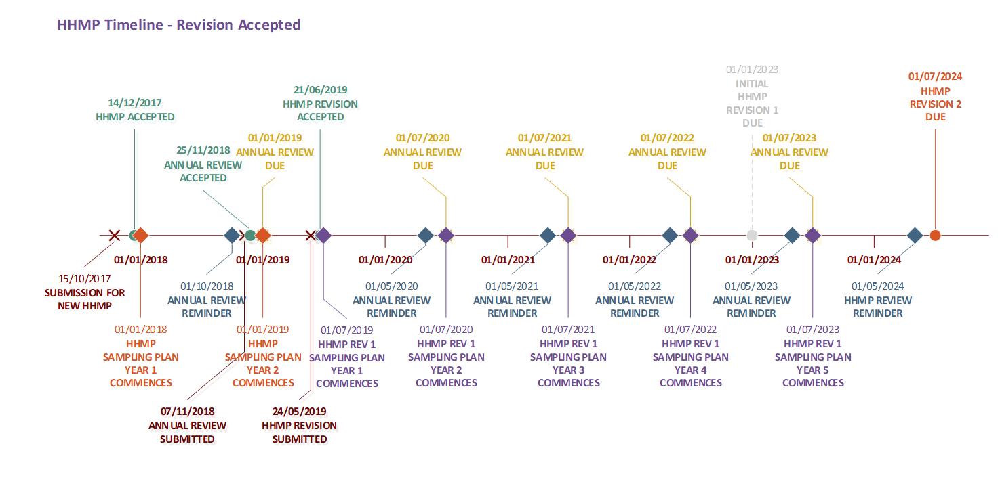 HHMP Timeline - Revision Accepted
14/12/2017
HHMP ACCEPTED
25/11/2018
ANNUAL REVIEW
ACCEPTED
01/01/2019
ANNUAL REVIEW
DUE
21/06/2019
HHMP REVISION
ACCEPTED
01/07/2020
ANNUAL REVIEW
DUE
01/07/2021
ANNUAL REVIEW
DUE
01/07/2022
ANNUAL REVIEW
DUE
01/01/2023
INITIAL
HHMP
REVISION 1
DUE
01/07/2023
ANNUAL REVIEW
DUE
01/07/2024
HHMP
REVISION 2
DUE
01/01/2018
01/01/2019
01/01/2020
01/01/2021
01/01/2022
01/01/2023
01/01/2024
15/10/2017
SUBMISSION FOR
NEW HHMP
01/10/2018
ANNUAL REVIEW
REMINDER
01/05/2020
ANNUAL REVIEW
REMINDER
01/05/2021
ANNUAL REVIEW
REMINDER
01/05/2022
ANNUAL REVIEW
REMINDER
01/05/2023
ANNUAL REVIEW
REMINDER
01/05/2024
HHMP REVIEW
REMINDER
01/01/2018
HHMP
SAMPLING PLAN
YEAR 1
COMMENCES
01/01/2019
HHMP
SAMPLING PLAN
YEAR 2
COMMENCES
01/07/2019
HHMP REV 1
SAMPLING PLAN
YEAR 1
COMMENCES
01/07/2020
HHMP REV 1
SAMPLING PLAN
YEAR 2
COMMENCES
01/07/2021
HHMP REV 1
SAMPLING PLAN
YEAR 3
COMMENCES
01/07/2022
HHMP REV 1
SAMPLING PLAN
YEAR 4
COMMENCES
01/07/2023
HHMP REV 1
SAMPLING PLAN
YEAR 5
COMMENCES
07/11/2018
ANNUAL REVIEW
SUBMITTED
24/05/2019
HHMP REVISION
SUBMITTED